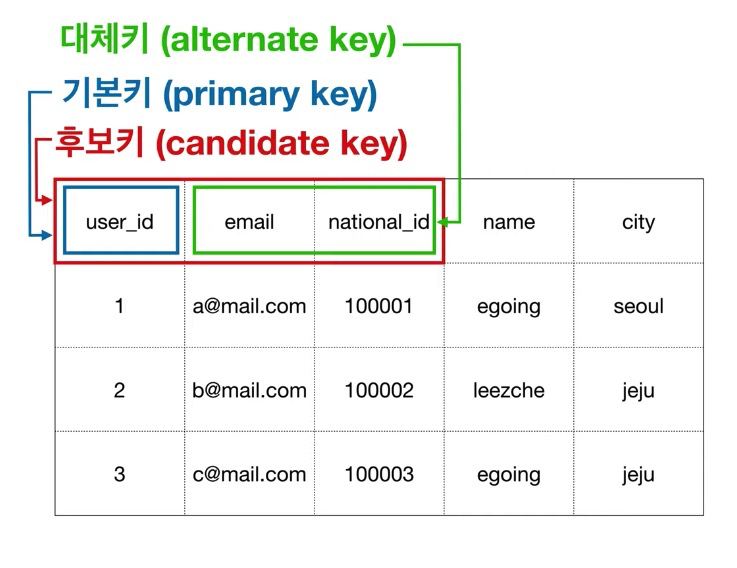 대체키 (alternate key)
기본키 (primary key)
후보키 (candidate key)
user_id email national_id name city
1 a@mail.com 100001 egoing seoul
2 b@mail.com 100002 leezche jeju
3 c@mail.com 100003 egoing jeju